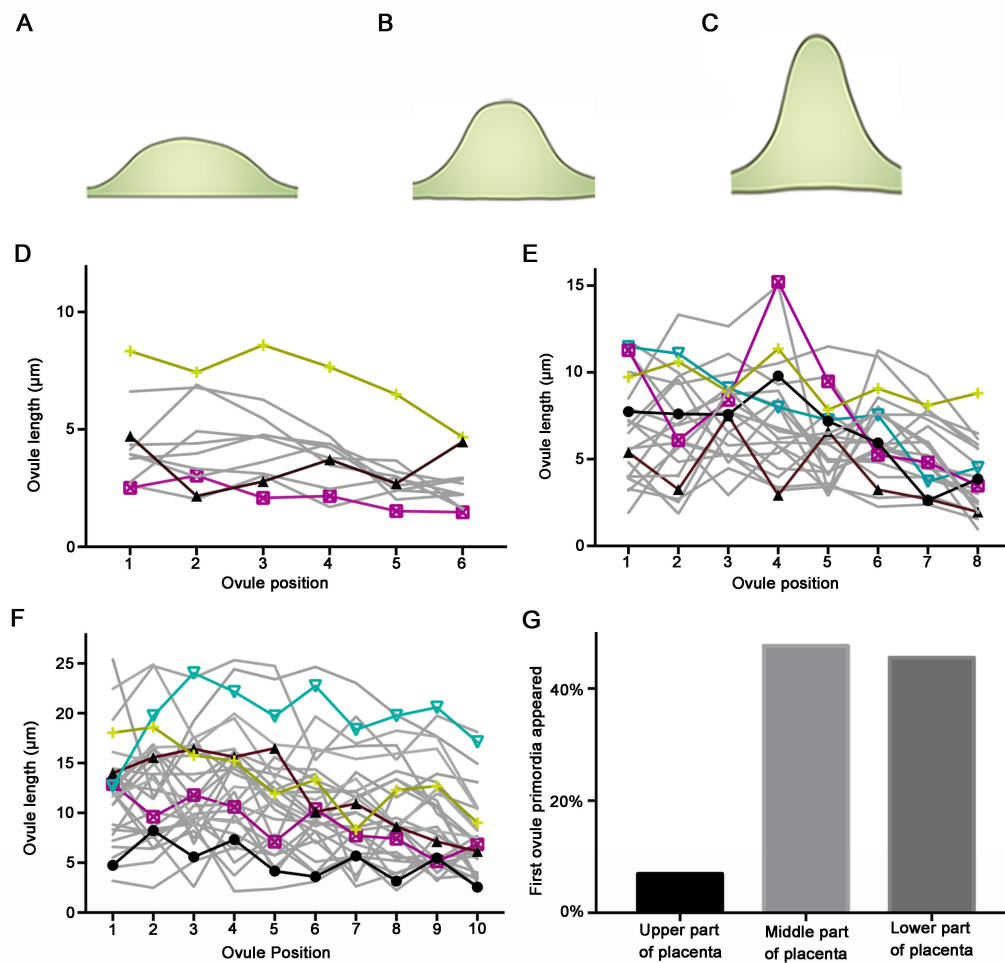 A
B
C
D
Ovule length (μm)
10
5
0
1 2 3 4 5 6
Ovule position
E
Ovule length (μm)
15
10
5
0
1 2 3 4 5 6 7 8
Ovule position
F
Ovule length (μm)
25
20
15
10
5
0
1 2 3 4 5 6 7 8 9 10
Ovule Position
G
First ovule primordia appeared
40%
20%
0%
Upper part
of placenta
Middle part
of placenta
Lower part
of placenta